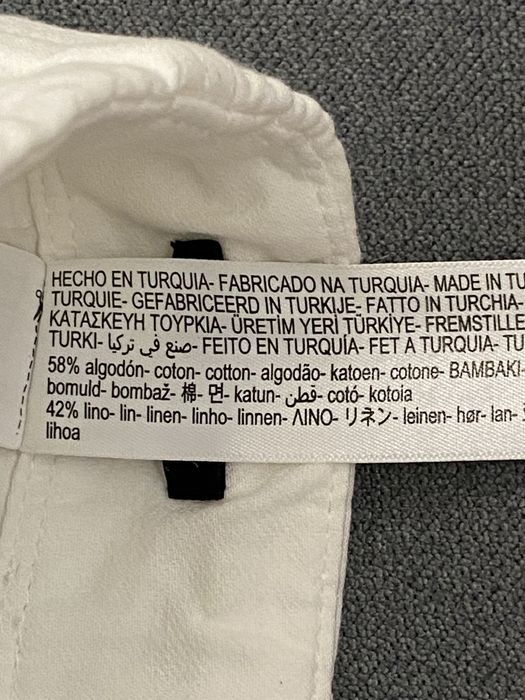 HECHO EN TURQUIA- FABRICADO NA TURQUIA- MADE IN
TURQUIE- GEFABRICEERD IN TURKIJE- FATTO IN TURCHIA-
ΚΑΤΑΣΚΕΥΗ ΤΟΥΡΚΙΑ- ÜRETİM YERİ TÜRKİYE- FREMSTILLE
TURKI- صنع في تركيا- FEITO EN TURQUÍA- FET A TURQUIA-
58% algodón- coton- cotton- algodão- katoen- cotone- BAMBAKI-
bomuld- bombaž- 棉- 면- katun- قطن- cotó- kotoia
42% lino- lin- linen- linho- linnen- ΛΙΝΟ- リネン- leinen- hør- lan-
lihoa